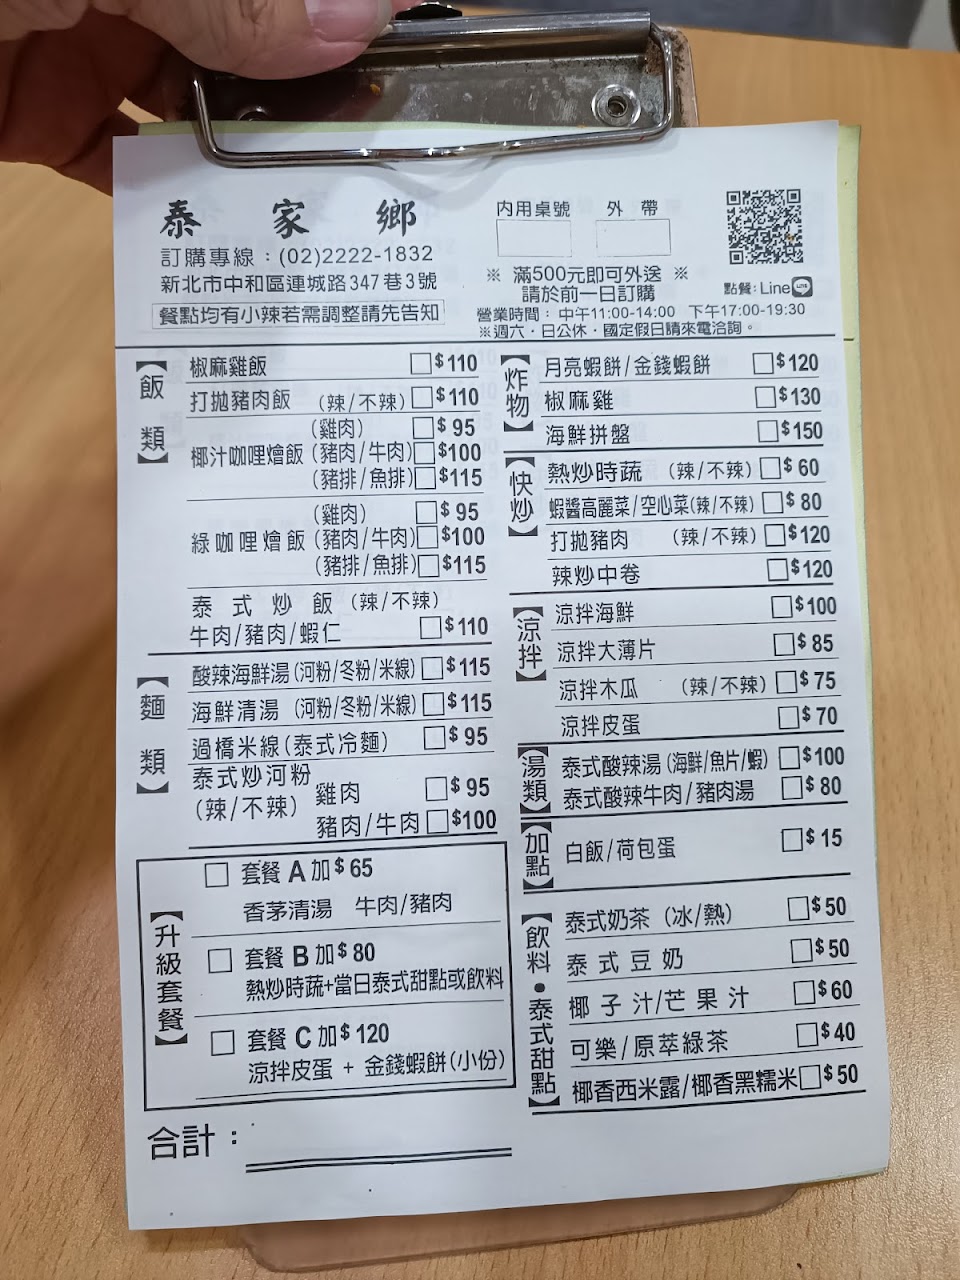 泰家鄉
訂購專線：(02)2222-1832
新北市中和區連城路347巷3號
餐點均有小辣若需調整請先告知
內用桌號 外帶
※ 滿500元即可外送 ※
請於前一日訂購
點餐：Line
營業時間： 中午11:00-14:00 下午17:00-19:30
※週六．日公休．國定假日請來電洽詢。
【飯類】
椒麻雞飯 □$110
打拋豬肉飯 (辣/不辣) □$110
椰汁咖哩燴飯 (雞肉) □$ 95
(豬肉/牛肉) □$100
(豬排/魚排) □$115
綠咖哩燴飯 (雞肉) □$ 95
(豬肉/牛肉) □$100
(豬排/魚排) □$115
泰式炒飯 (辣/不辣)
牛肉/豬肉/蝦仁 □$110
【麵類】
酸辣海鮮湯(河粉/冬粉/米線) □$115
海鮮清湯 (河粉/冬粉/米線) □$115
過橋米線(泰式冷麵) □$ 95
泰式炒河粉
(辣/不辣) 雞肉 □$ 95
豬肉/牛肉 □$100
【升級套餐】
□ 套餐 A 加$ 65
香茅清湯 牛肉/豬肉
□ 套餐 B 加$ 80
熱炒時蔬+當日泰式甜點或飲料
□ 套餐 C 加$ 120
涼拌皮蛋 + 金錢蝦餅(小份)
合計：
【炸物】
月亮蝦餅/金錢蝦餅 □$120
椒麻雞 □$130
海鮮拼盤 □$150
【快炒】
熱炒時蔬 (辣/不辣) □$ 60
蝦醬高麗菜/空心菜(辣/不辣) □$ 80
打拋豬肉 (辣/不辣) □$120
辣炒中卷 □$120
【涼拌】
涼拌海鮮 □$100
涼拌大薄片 □$ 85
涼拌木瓜 (辣/不辣) □$ 75
涼拌皮蛋 □$ 70
【湯類】
泰式酸辣湯(海鮮/魚片/蝦) □$100
泰式酸辣牛肉/豬肉湯 □$ 80
【加點】
白飯/荷包蛋 □$ 15
【飲料・泰式甜點】
泰式奶茶 (冰/熱) □$50
泰式豆奶 □$50
椰子汁/芒果汁 □$60
可樂/原萃綠茶 □$40
椰香西米露/椰香黑糯米 □$50